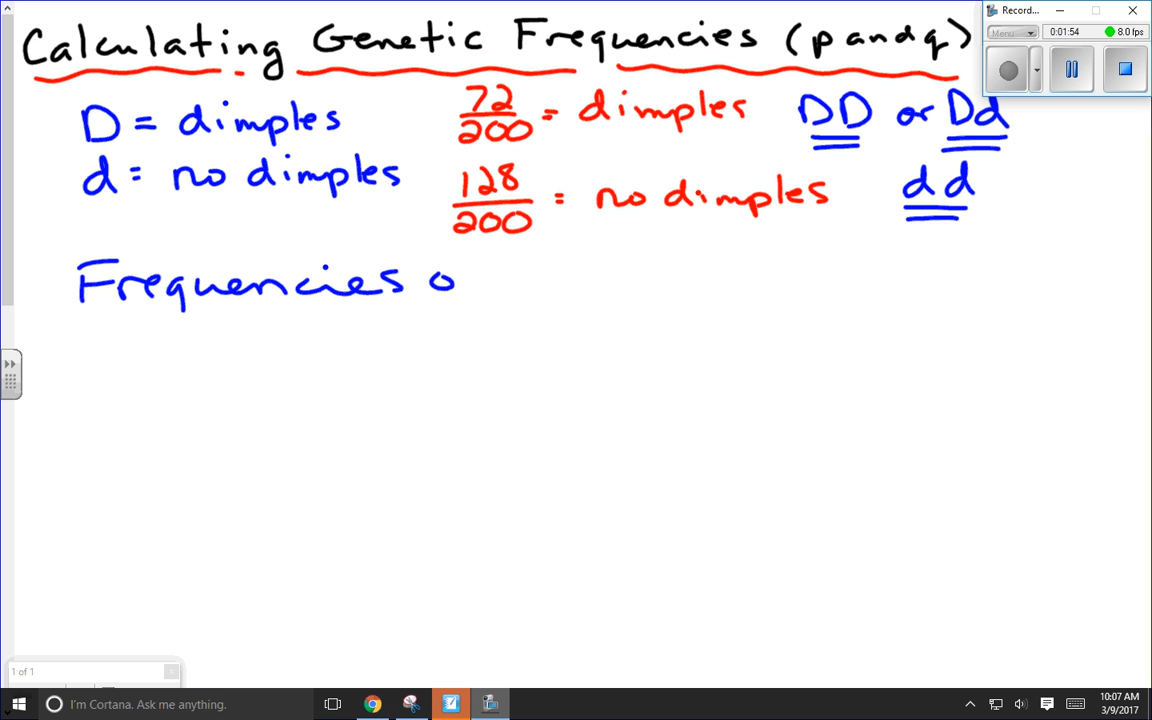 Calculating Genetic Frequencies (p and q)
Record...
Menu
0:01:54
8.0 fps
D = dimples
72/200 = dimples DD or Dd
d = no dimples
128/200 = no dimples dd
Frequencies o
1 of 1
I'm Cortana. Ask me anything.
10:07 AM
3/9/2017